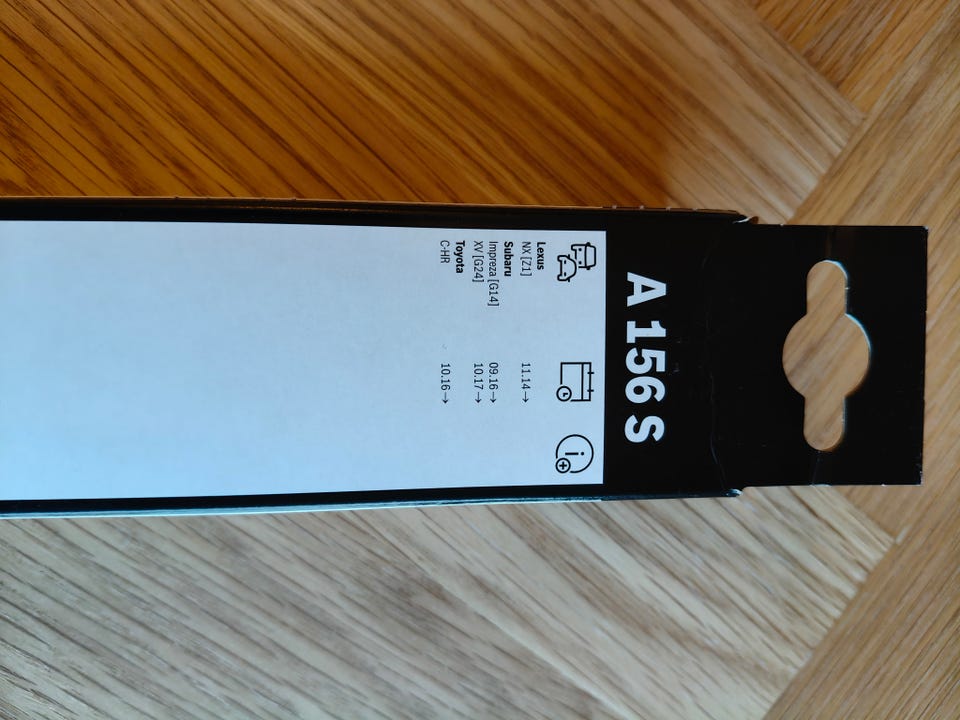 A 156 S
Lexus
NX [Z1] 11.14→
Subaru
Impreza [G14] 09.16→
XV [G24] 10.17→
Toyota
C-HR 10.16→